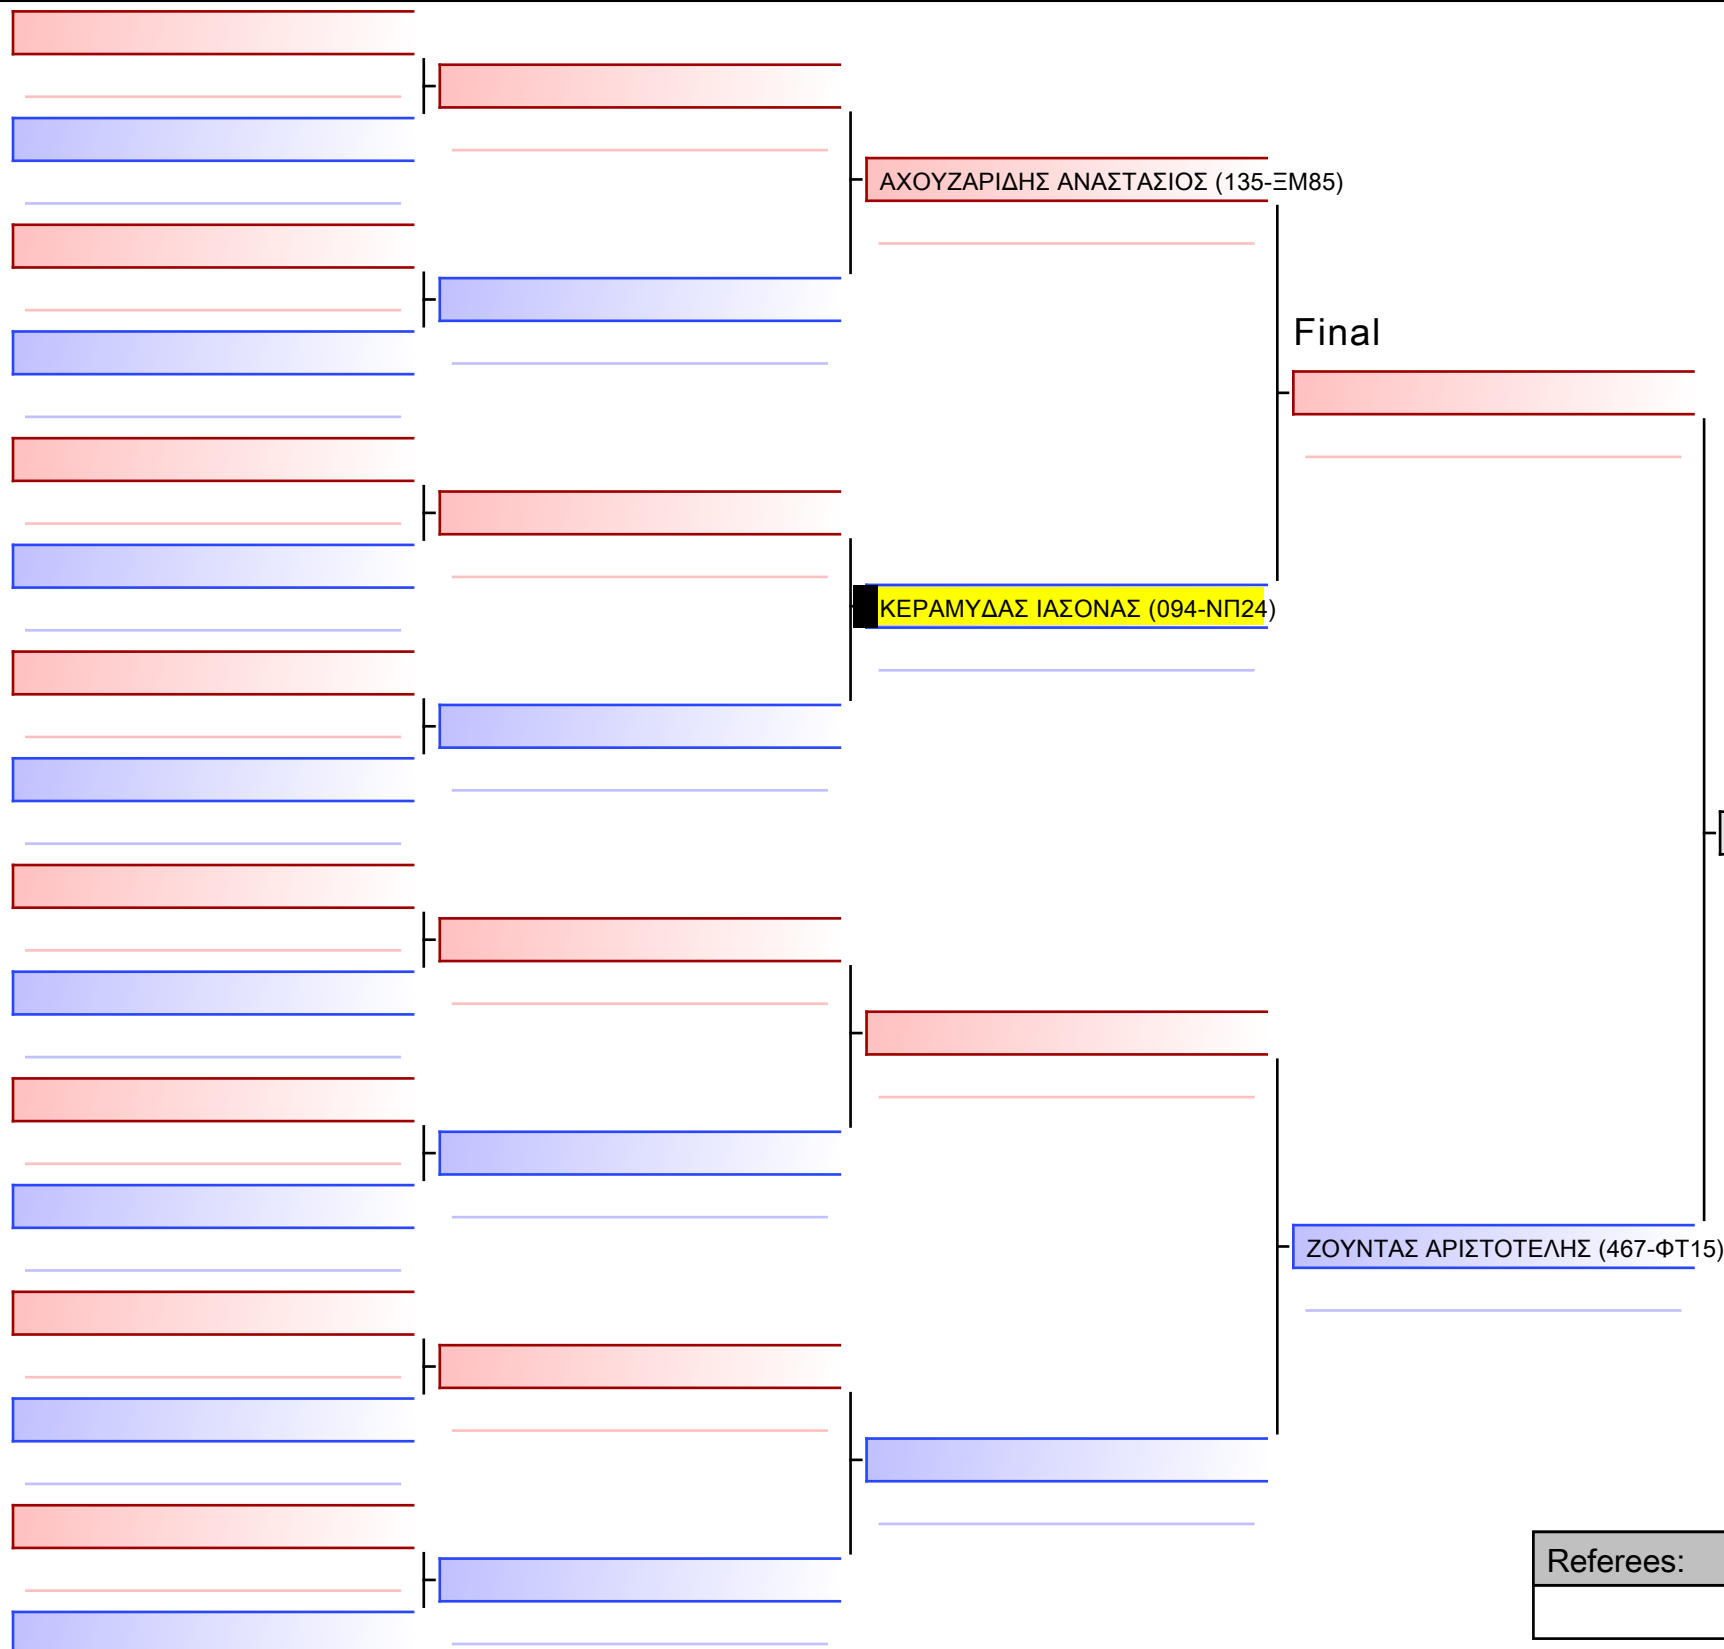 ΑΧΟΥΖΑΡΙΔΗΣ ΑΝΑΣΤΑΣΙΟΣ (135-ΞΜ85)
Final
ΚΕΡΑΜΥΔΑΣ ΙΑΣΟΝΑΣ (094-ΝΠ24)
ΖΟΥΝΤΑΣ ΑΡΙΣΤΟΤΕΛΗΣ (467-ΦΤ15)
Referees: